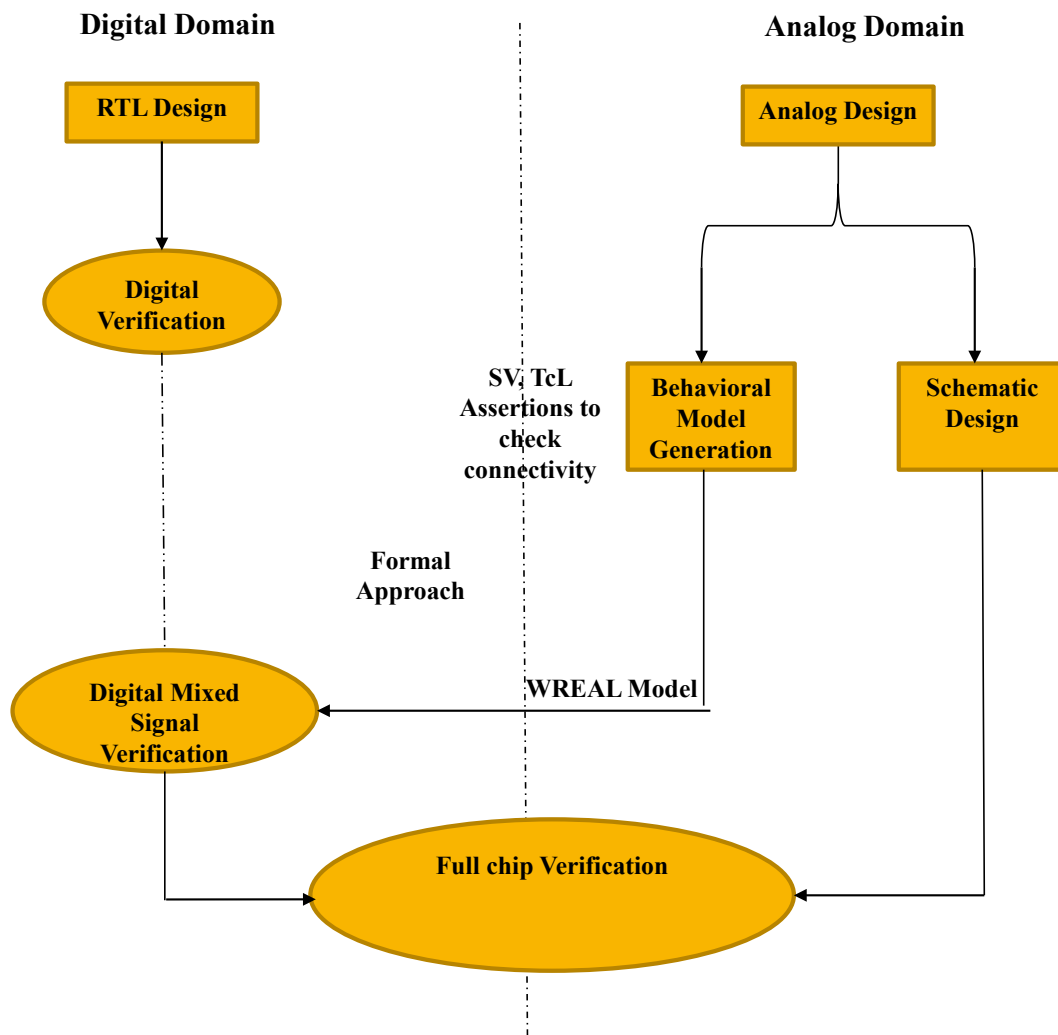 Digital Domain
Analog Domain
RTL Design
Analog Design
Digital
Verification
SV, TcL
Assertions to
check
connectivity
Behavioral
Model
Generation
Schematic
Design
Formal
Approach
WREAL Model
Digital Mixed
Signal
Verification
Full chip Verification